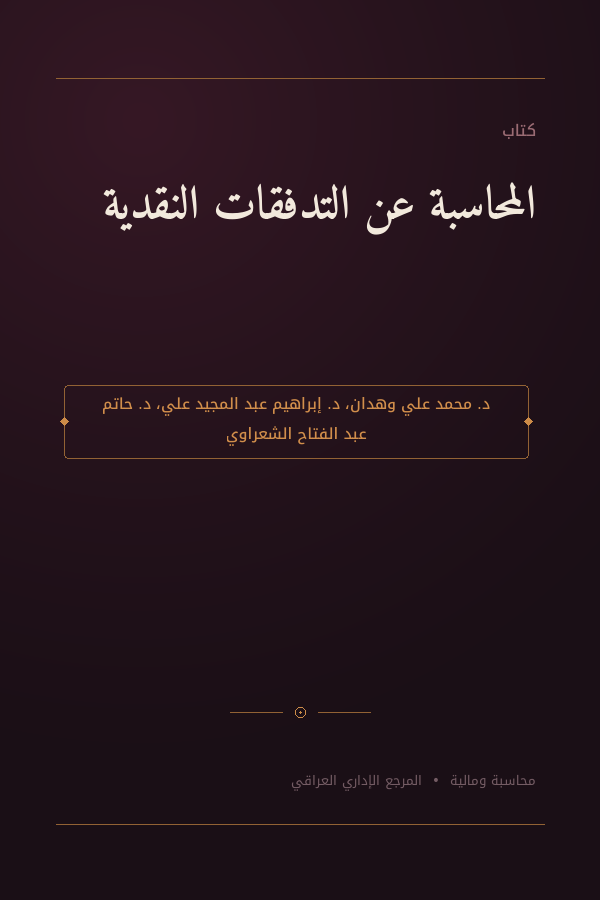 كتاب
المحاسبة عن التدفقات النقدية
د. محمد علي وهدان، د. إبراهيم عبد المجيد علي، د. حاتم
عبد الفتاح الشعراوي
محاسبة ومالية • المرجع الإداري العراقي